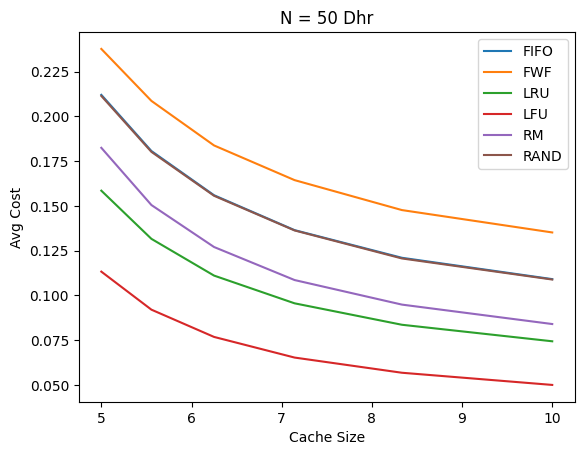 N = 50 Dhr
FIFO
FWF
LRU
LFU
RM
RAND
Avg Cost
0.225
0.200
0.175
0.150
0.125
0.100
0.075
0.050
5
6
7
8
9
10
Cache Size